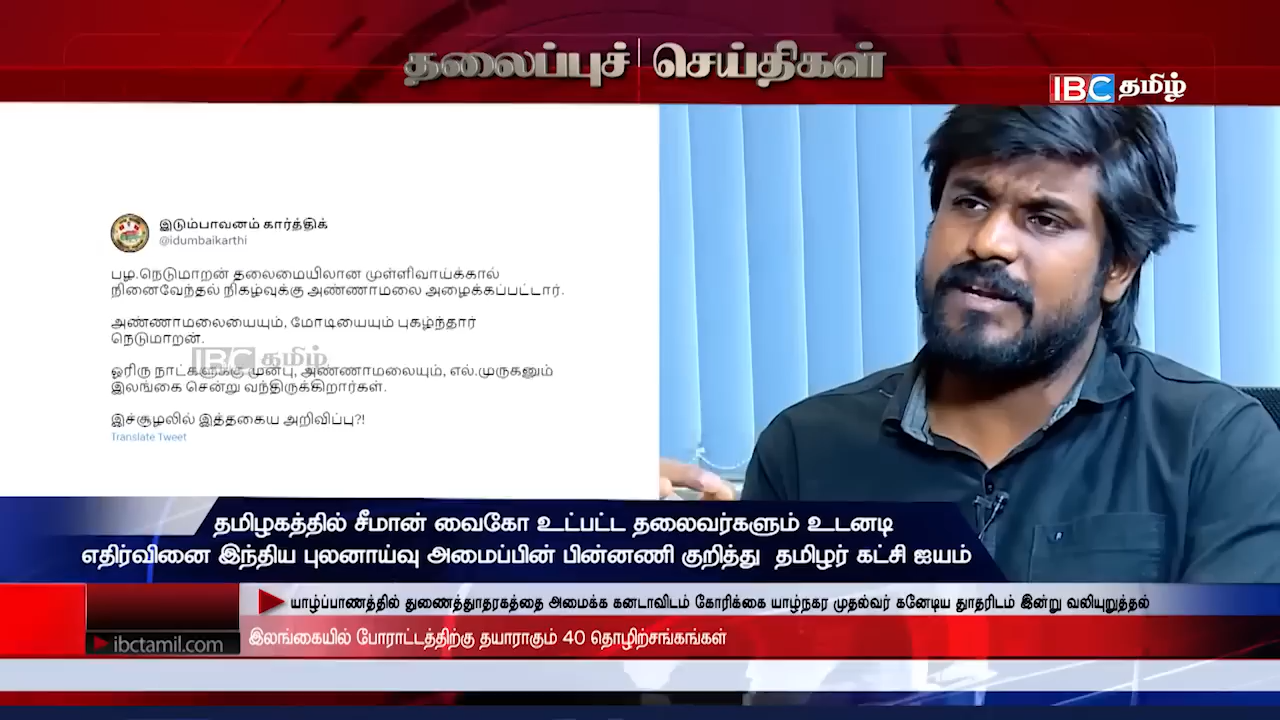 தலைப்புச் செய்திகள்
IBC தமிழ்
இடும்பாவனம் கார்த்திக்
@idumbaikarthi
பழ.நெடுமாறன் தலைமையிலான முள்ளிவாய்க்கால்
நினைவேந்தல் நிகழ்வுக்கு அண்ணாமலை அழைக்கப்பட்டார்.
அண்ணாமலையையும், மோடியையும் புகழ்ந்தார்
நெடுமாறன்.
IBC தமிழ்
ஓரிரு நாட்களுக்கு முன்பு, அண்ணாமலையும், எல்.முருகனும்
இலங்கை சென்று வந்திருக்கிறார்கள்.
இச்சூழலில் இத்தகைய அறிவிப்பு?!
Translate Tweet
தமிழகத்தில் சீமான் வைகோ உட்பட்ட தலைவர்களும் உடனடி
எதிர்வினை இந்திய புலனாய்வு அமைப்பின் பின்னணி குறித்து தமிழர் கட்சி ஐயம்
யாழ்ப்பாணத்தில் துணைத்தூதரகத்தை அமைக்க கனடாவிடம் கோரிக்கை யாழ்நகர முதல்வர் கனேடிய தூதரிடம் இன்று வலியுறுத்தல்
ibctamil.com
இலங்கையில் போராட்டத்திற்கு தயாராகும் 40 தொழிற்சங்கங்கள்